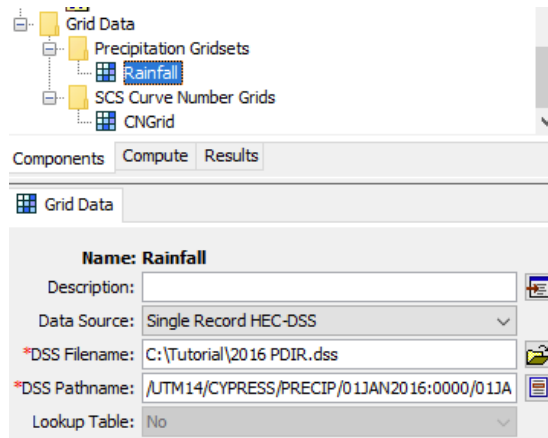 Grid Data
Precipitation Gridsets
Rainfall
SCS Curve Number Grids
CNGrid
Components Compute Results
Grid Data
Name: Rainfall
Description:
Data Source: Single Record HEC-DSS
*DSS Filename: C:\Tutorial\2016 PDIR.dss
*DSS Pathname: /UTM14/CYPRESS/PRECIP/01JAN2016:0000/01JA
Lookup Table: No